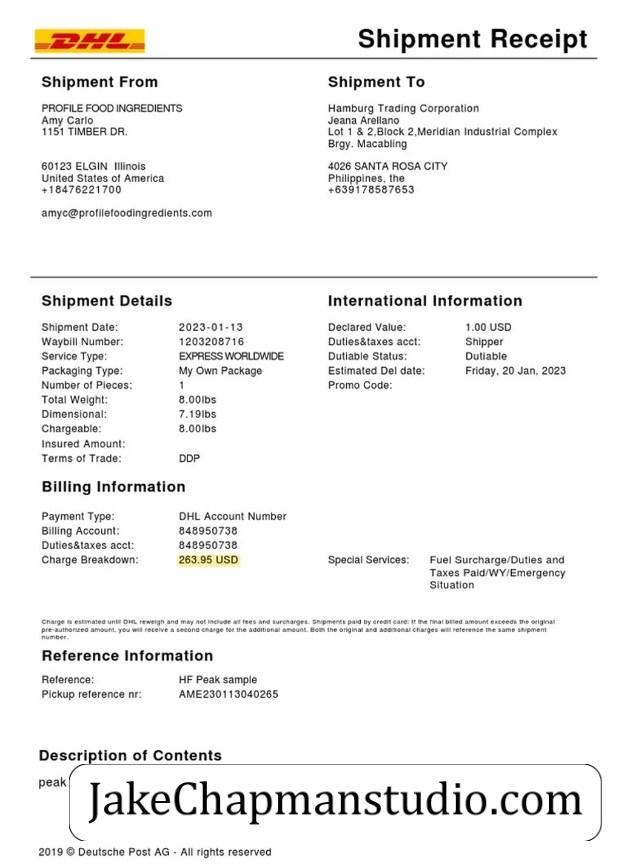 DHL
Shipment Receipt
Shipment From
PROFILE FOOD INGREDIENTS
Amy Carlo
1151 TIMBER DR.
60123 ELGIN Illinois
United States of America
+18476221700
amyc@profilefoodingredients.com
Shipment To
Hamburg Trading Corporation
Jeana Arellano
Lot 1 & 2,Block 2,Meridian Industrial Complex
Brgy. Macabling
4026 SANTA ROSA CITY
Philippines, the
+639178587653
Shipment Details
Shipment Date: 2023-01-13
Waybill Number: 1203208716
Service Type: EXPRESS WORLDWIDE
Packaging Type: My Own Package
Number of Pieces: 1
Total Weight: 8.00lbs
Dimensional: 7.19lbs
Chargeable: 8.00lbs
Insured Amount:
Terms of Trade: DDP
International Information
Declared Value: 1.00 USD
Duties&taxes acct: Shipper
Dutiable Status: Dutiable
Estimated Del date: Friday, 20 Jan, 2023
Promo Code:
Billing Information
Payment Type: DHL Account Number
Billing Account: 848950738
Duties&taxes acct: 848950738
Charge Breakdown: 263.95 USD
Special Services: Fuel Surcharge/Duties and
Taxes Paid/WY/Emergency
Situation
Charge is estimated until DHL reweigh and may not include all fees and surcharges. Shipments paid by credit card: If the final billed amount exceeds the original
pre-authorized amount, you will receive a second charge for the additional amount. Both the original and additional charges will reference the same shipment
number.
Reference Information
Reference: HF Peak sample
Pickup reference nr: AME230113040265
Description of Contents
peak
JakeChapmanstudio.com
2019 © Deutsche Post AG - All rights reserved